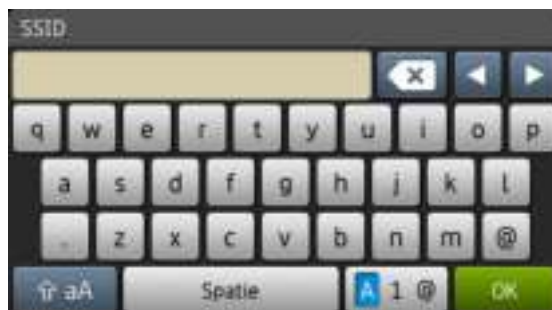 SSID
q w e r t y u i o p
a s d f g h j k l
. z x c v b n m @
aA Spatie A 1 @ OK